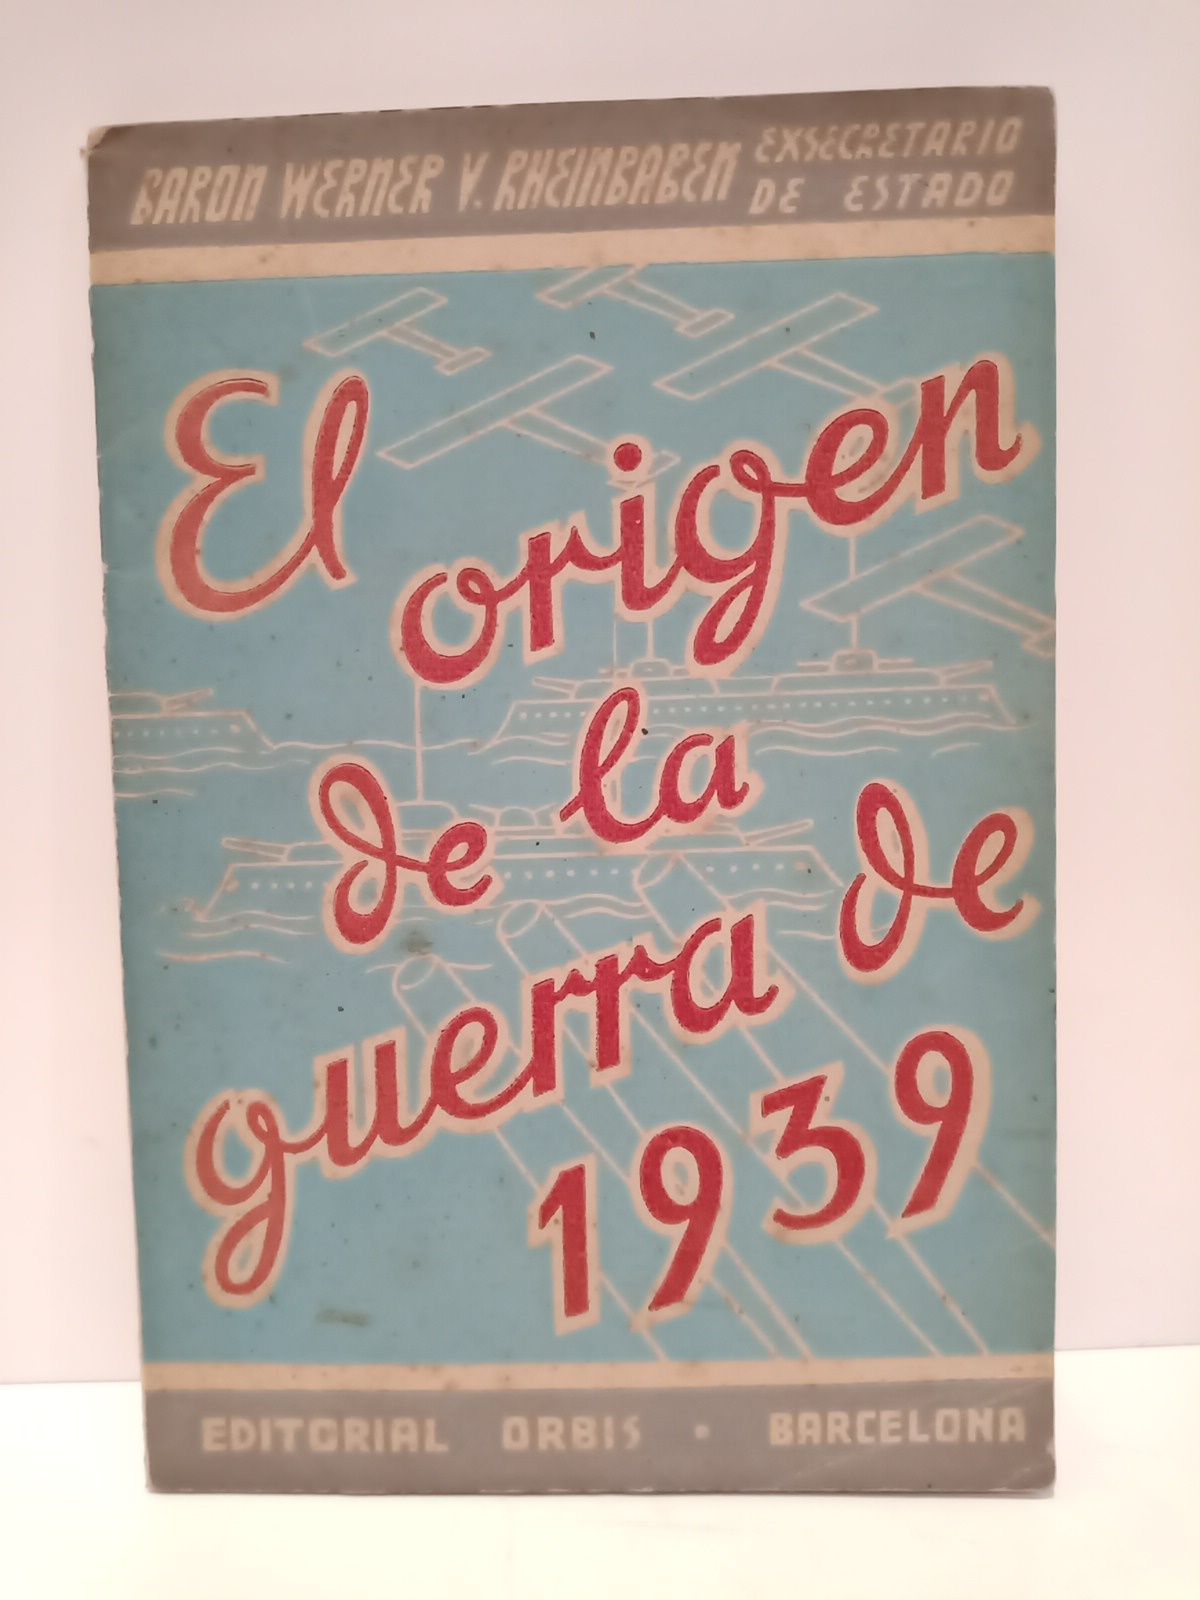 BARON WERNER V. RHEINBABEN EXSECRETARIO
DE ESTADO
El
origen
de la
guerra de
1939
EDITORIAL ORBIS • BARCELONA